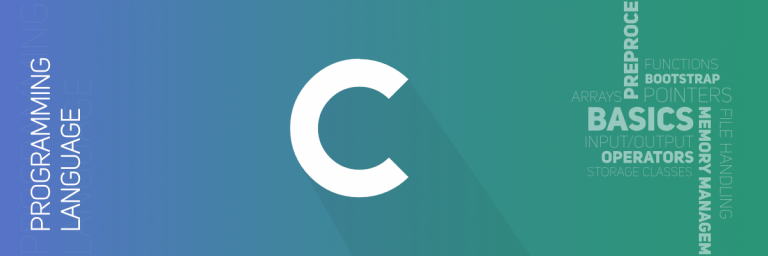 PROGRAMMING
LANGUAGE
C
PREPROCE
FUNCTIONS
BOOTSTRAP
ARRAYS
POINTERS
BASICS
INPUT/OUTPUT
OPERATORS
STORAGE CLASSES
MEMORY MANAGEM
FILE HANDLING